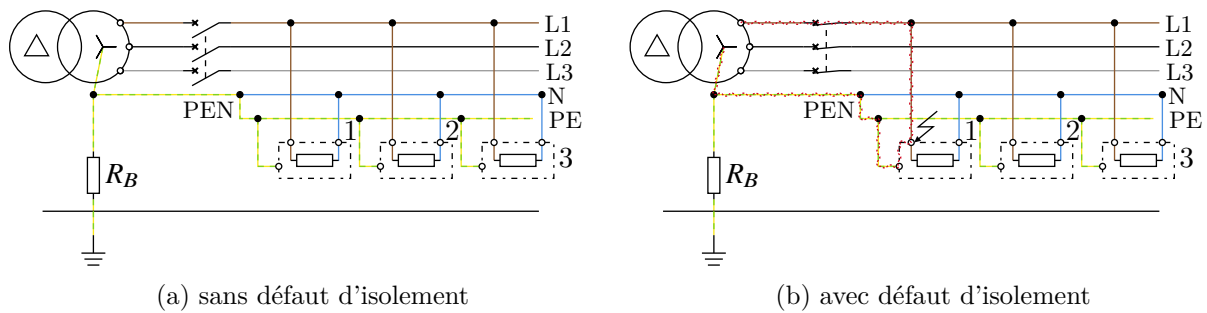 L1
L2
L3
N
PEN
PE
1
2
3
R_B
(a) sans défaut d'isolement
L1
L2
L3
N
PEN
PE
1
2
3
R_B
(b) avec défaut d'isolement